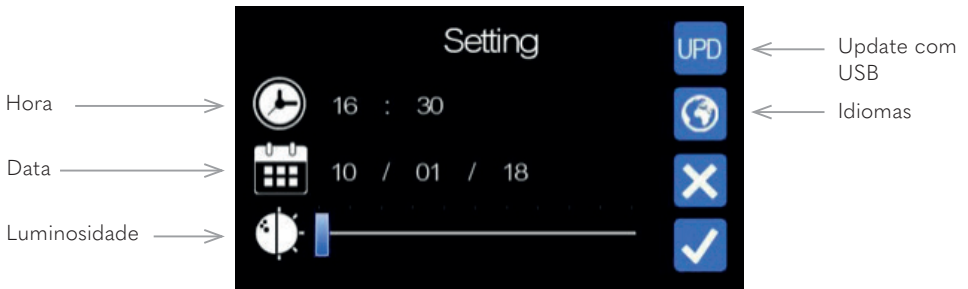 Setting
UPD
Update com
USB
Hora
16 : 30
Idiomas
Data
10 / 01 / 18
Luminosidade